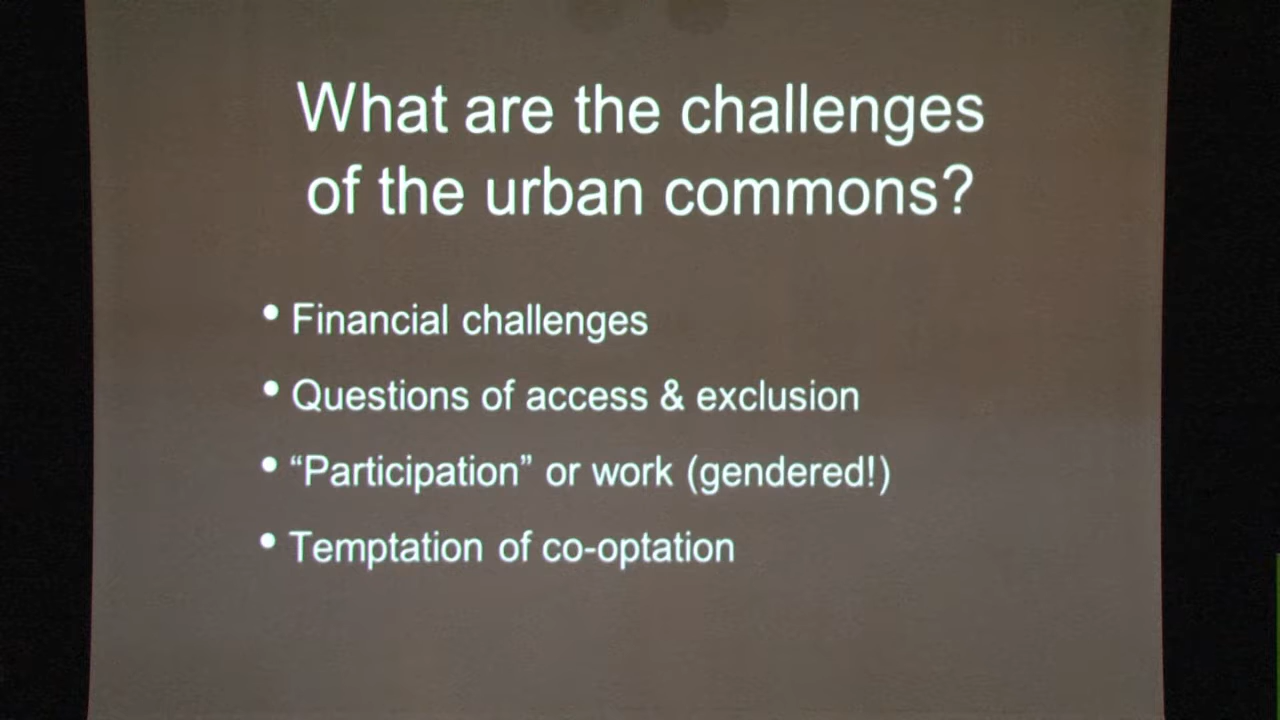 What are the challenges
of the urban commons?
• Financial challenges
• Questions of access & exclusion
• “Participation” or work (gendered!)
• Temptation of co-optation